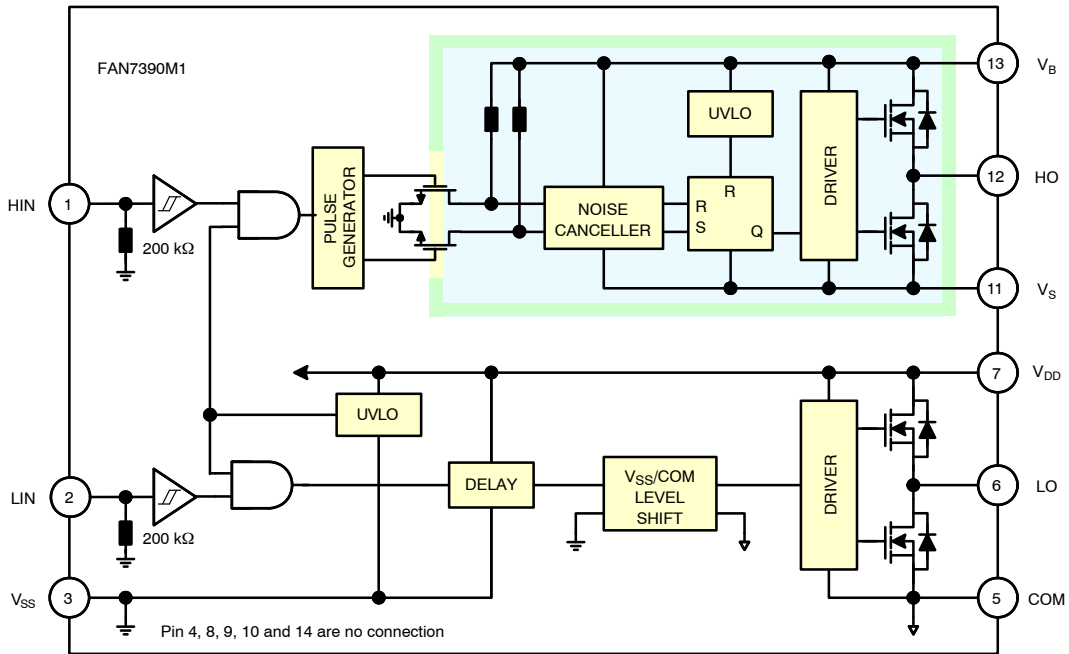 FAN7390M1
13
V_B
UVLO
HIN
1
200 kΩ
PULSE
GENERATOR
NOISE
CANCELLER
R
R
S
Q
DRIVER
12
HO
11
V_S
7
V_DD
UVLO
LIN
2
200 kΩ
DELAY
V_SS/COM
LEVEL
SHIFT
DRIVER
6
LO
V_SS
3
5
COM
Pin 4, 8, 9, 10 and 14 are no connection